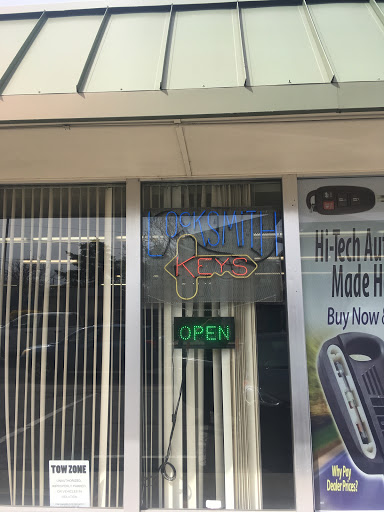 LOCKSMITH
KEYS
OPEN
TOW ZONE
Hi-Tech Au
Made H
Buy Now &
Why Pay
Dealer Prices?